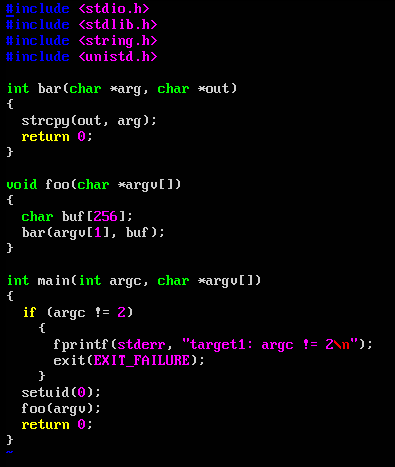 #include <stdio.h>
#include <stdlib.h>
#include <string.h>
#include <unistd.h>

int bar(char *arg, char *out)
{
  strcpy(out, arg);
  return 0;
}

void foo(char *argv[])
{
  char buf[256];
  bar(argv[1], buf);
}

int main(int argc, char *argv[])
{
  if (argc != 2)
    {
      fprintf(stderr, "target1: argc != 2\n");
      exit(EXIT_FAILURE);
    }
  setuid(0);
  foo(argv);
  return 0;
}
~